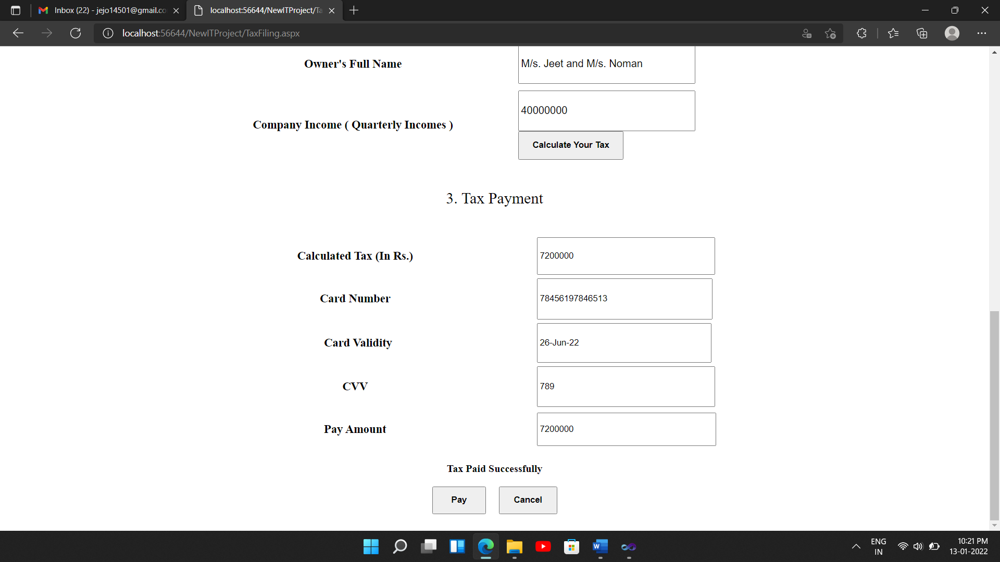 Inbox (22) - jejo14501@gmail.co
localhost:56644/NewITProject/Ta
localhost:56644/NewITProject/TaxFiling.aspx
Owner's Full Name
M/s. Jeet and M/s. Noman
40000000
Company Income ( Quarterly Incomes )
Calculate Your Tax
3. Tax Payment
Calculated Tax (In Rs.)
7200000
Card Number
78456197846513
Card Validity
26-Jun-22
CVV
789
Pay Amount
7200000
Tax Paid Successfully
Pay
Cancel
W
ENG
IN
10:21 PM
13-01-2022